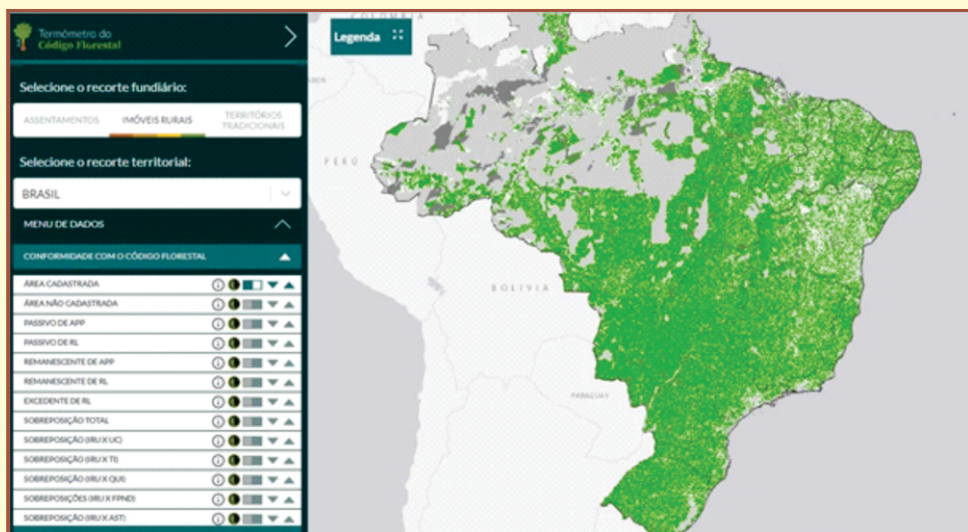 Termômetro do
Código Florestal
Selecione o recorte fundiário:
ASSENTAMENTOS
IMÓVEIS RURAIS
TERRITÓRIOS
TRADICIONAIS
Selecione o recorte territorial:
BRASIL
MENU DE DADOS
CONFORMIDADE COM O CÓDIGO FLORESTAL
ÁREA CADASTRADA
ÁREA NÃO CADASTRADA
PASSIVO DE APP
PASSIVO DE RL
REMANESCENTE DE APP
REMANESCENTE DE RL
EXCEDENTE DE RL
SOBREPOSIÇÃO TOTAL
SOBREPOSIÇÃO (IRU X UC)
SOBREPOSIÇÃO (IRU X TI)
SOBREPOSIÇÃO (IRU X QUI)
SOBREPOSIÇÕES (IRU X FPND)
SOBREPOSIÇÃO (IRU X AST)
Legenda
COLOMBIA
PERÚ
BOLIVIA
PARAGUAY